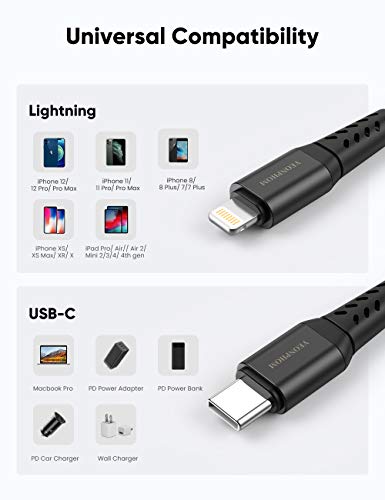 Universal Compatibility
Lightning
iPhone 12/
12 Pro/ Pro Max
iPhone 11/
11 Pro/ Pro Max
iPhone 8/
8 Plus/ 7/7 Plus
iPhone XS/
XS Max/ XR/ X
iPad Pro/ Air// Air 2/
Mini 2/3/4/ 4th gen
VEONPHOM
USB-C
Macbook Pro
PD Power Adapter
PD Power Bank
PD Car Charger
Wall Charger
VEONPHOM